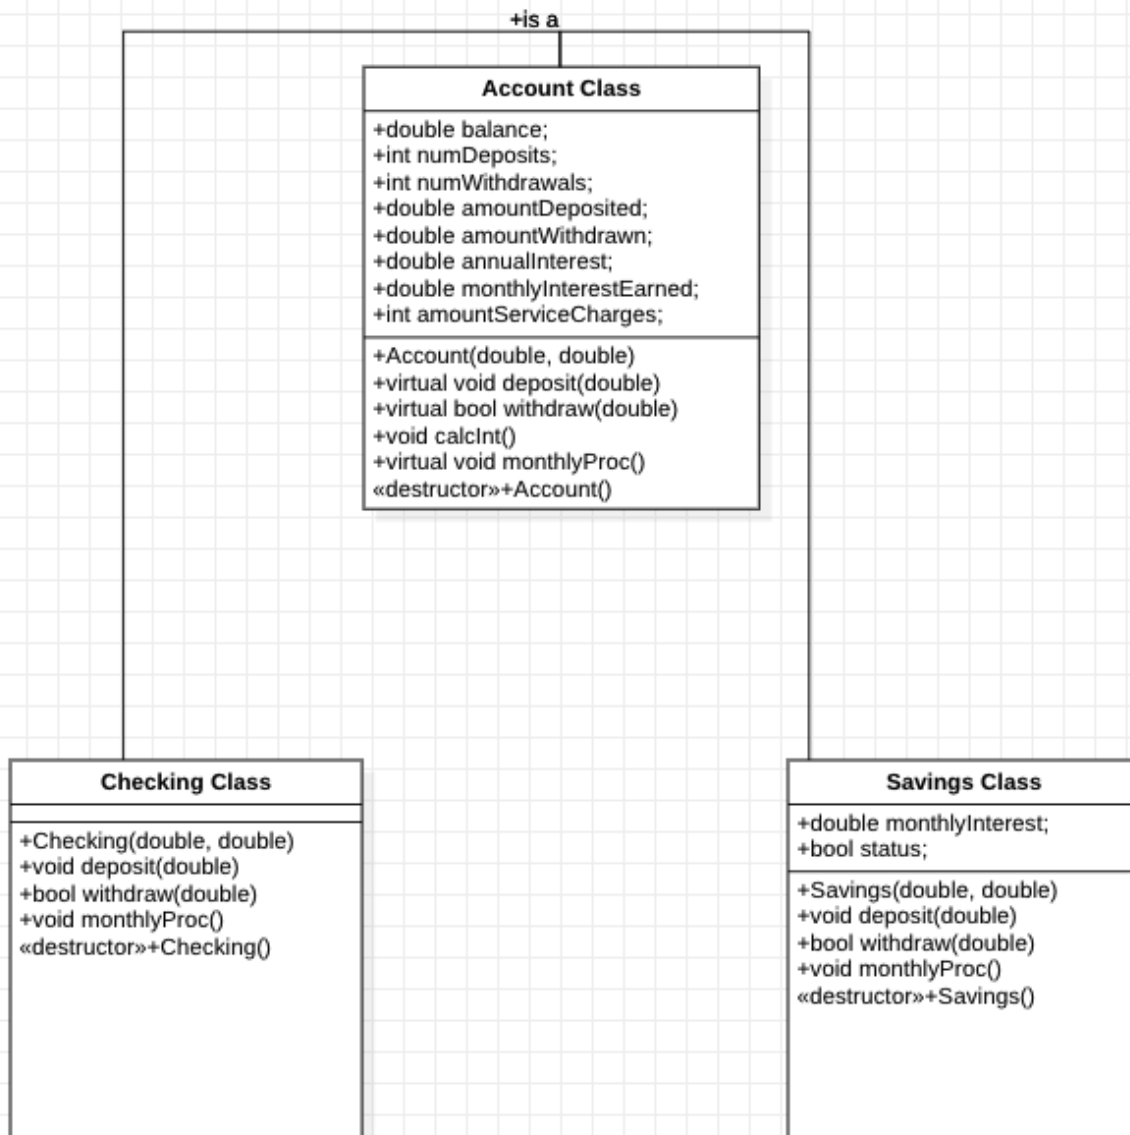 +is a
Account Class
+double balance;
+int numDeposits;
+int numWithdrawals;
+double amountDeposited;
+double amountWithdrawn;
+double annualInterest;
+double monthlyInterestEarned;
+int amountServiceCharges;
+Account(double, double)
+virtual void deposit(double)
+virtual bool withdraw(double)
+void calcInt()
+virtual void monthlyProc()
«destructor»+Account()
Checking Class
+Checking(double, double)
+void deposit(double)
+bool withdraw(double)
+void monthlyProc()
«destructor»+Checking()
Savings Class
+double monthlyInterest;
+bool status;
+Savings(double, double)
+void deposit(double)
+bool withdraw(double)
+void monthlyProc()
«destructor»+Savings()